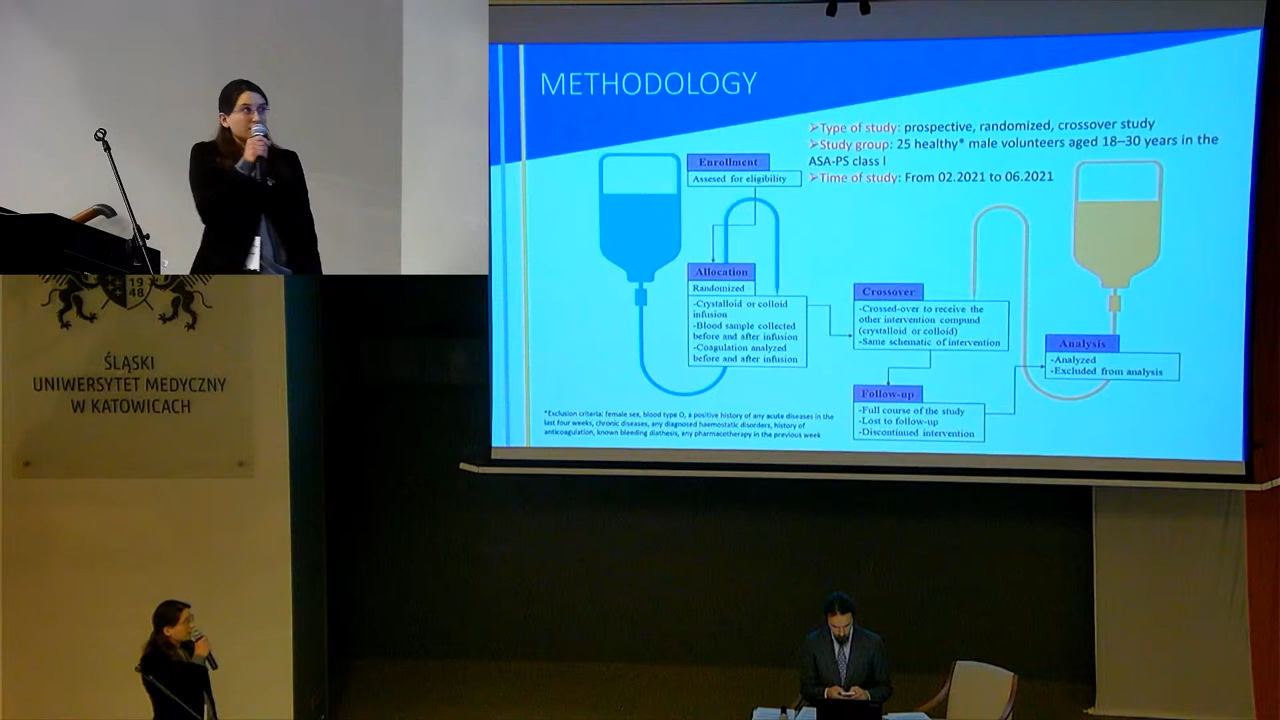 METHODOLOGY
➢Type of study: prospective, randomized, crossover study
➢Study group: 25 healthy* male volunteers aged 18–30 years in the
ASA-PS class I
➢Time of study: From 02.2021 to 06.2021
Enrollment
Assesed for eligibility
Allocation
Randomized
-Crystalloid or colloid
infusion
-Blood sample collected
before and after infusion
-Coagulation analyzed
before and after infusion
Crossover
-Crossed-over to receive the
other intervention compund
(crystalloid or colloid)
-Same schematic of intervention
Follow-up
-Full course of the study
-Lost to follow-up
-Discontinued intervention
Analysis
-Analyzed
-Excluded from analysis
*Exclusion criteria: female sex, blood type O, a positive history of any acute diseases in the
last four weeks, chronic diseases, any diagnosed haemostatic disorders, history of
anticoagulation, known bleeding diathesis, any pharmacotherapy in the previous week
19
48
ŚLĄSKI
UNIWERSYTET MEDYCZNY
W KATOWICACH